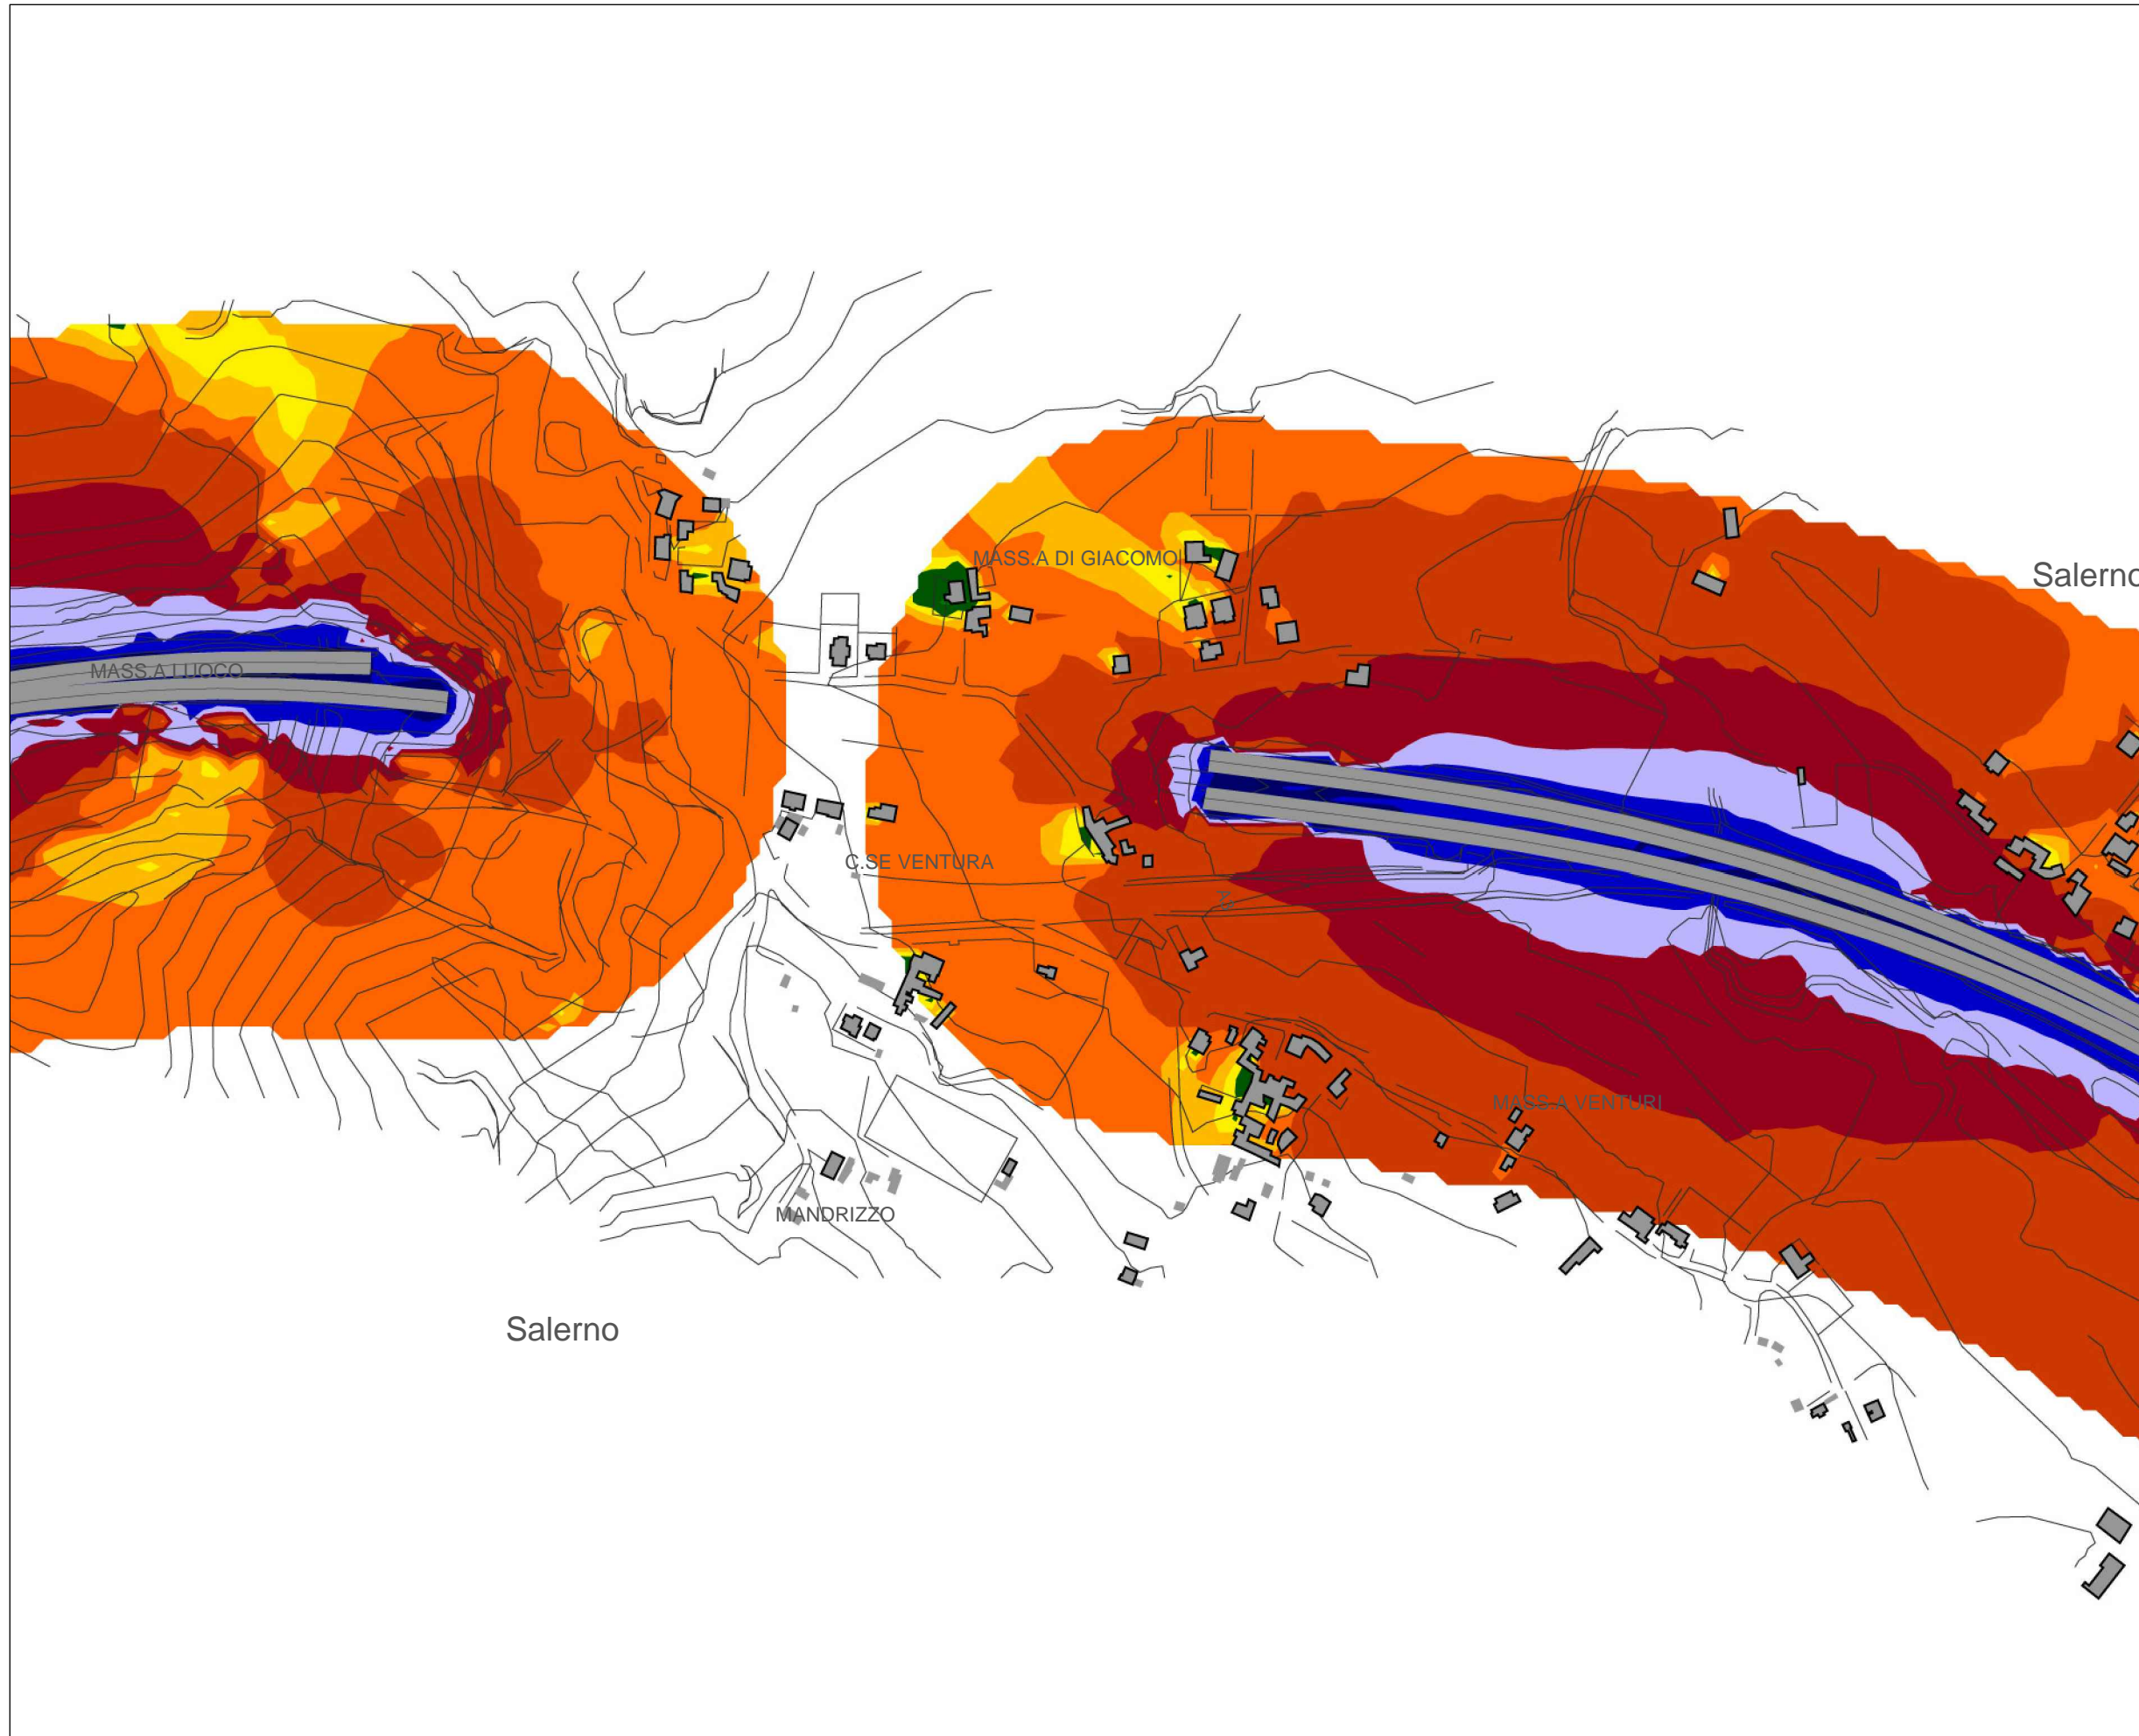 MASS.A DI GIACOMO
Salerno
MASS.A LUOCO
C.SE VENTURA
MASS.A VENTURI
MANDRIZZO
Salerno